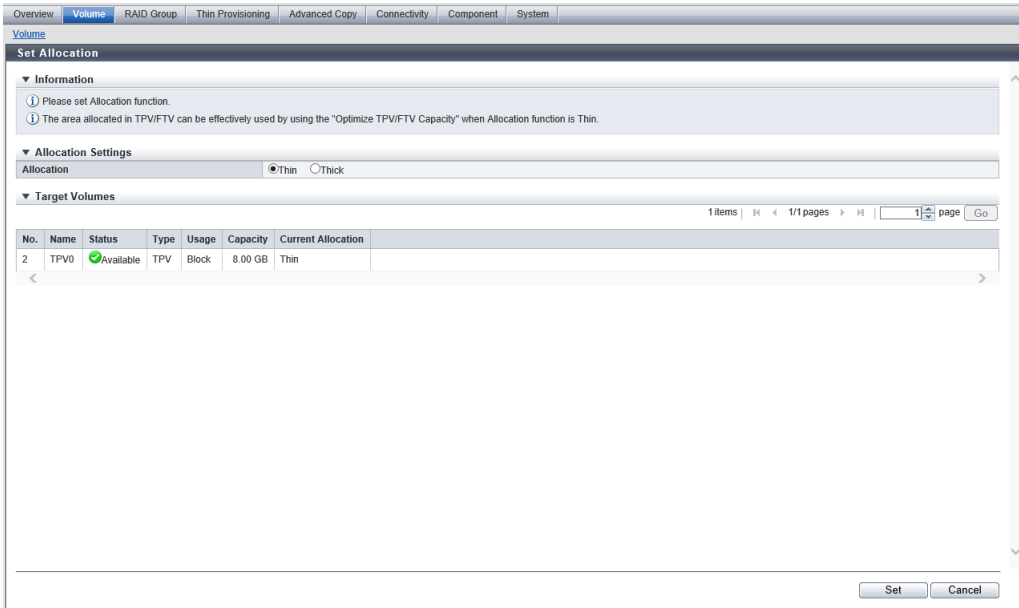 Overview Volume RAID Group Thin Provisioning Advanced Copy Connectivity Component System
Volume
Set Allocation
Information
Please set Allocation function.
The area allocated in TPV/FTV can be effectively used by using the "Optimize TPV/FTV Capacity" when Allocation function is Thin.
Allocation Settings
Allocation Thin Thick
Target Volumes
1 items 1/1 pages 1 page Go
No. Name Status Type Usage Capacity Current Allocation
2 TPV0 Available TPV Block 8.00 GB Thin
Set Cancel